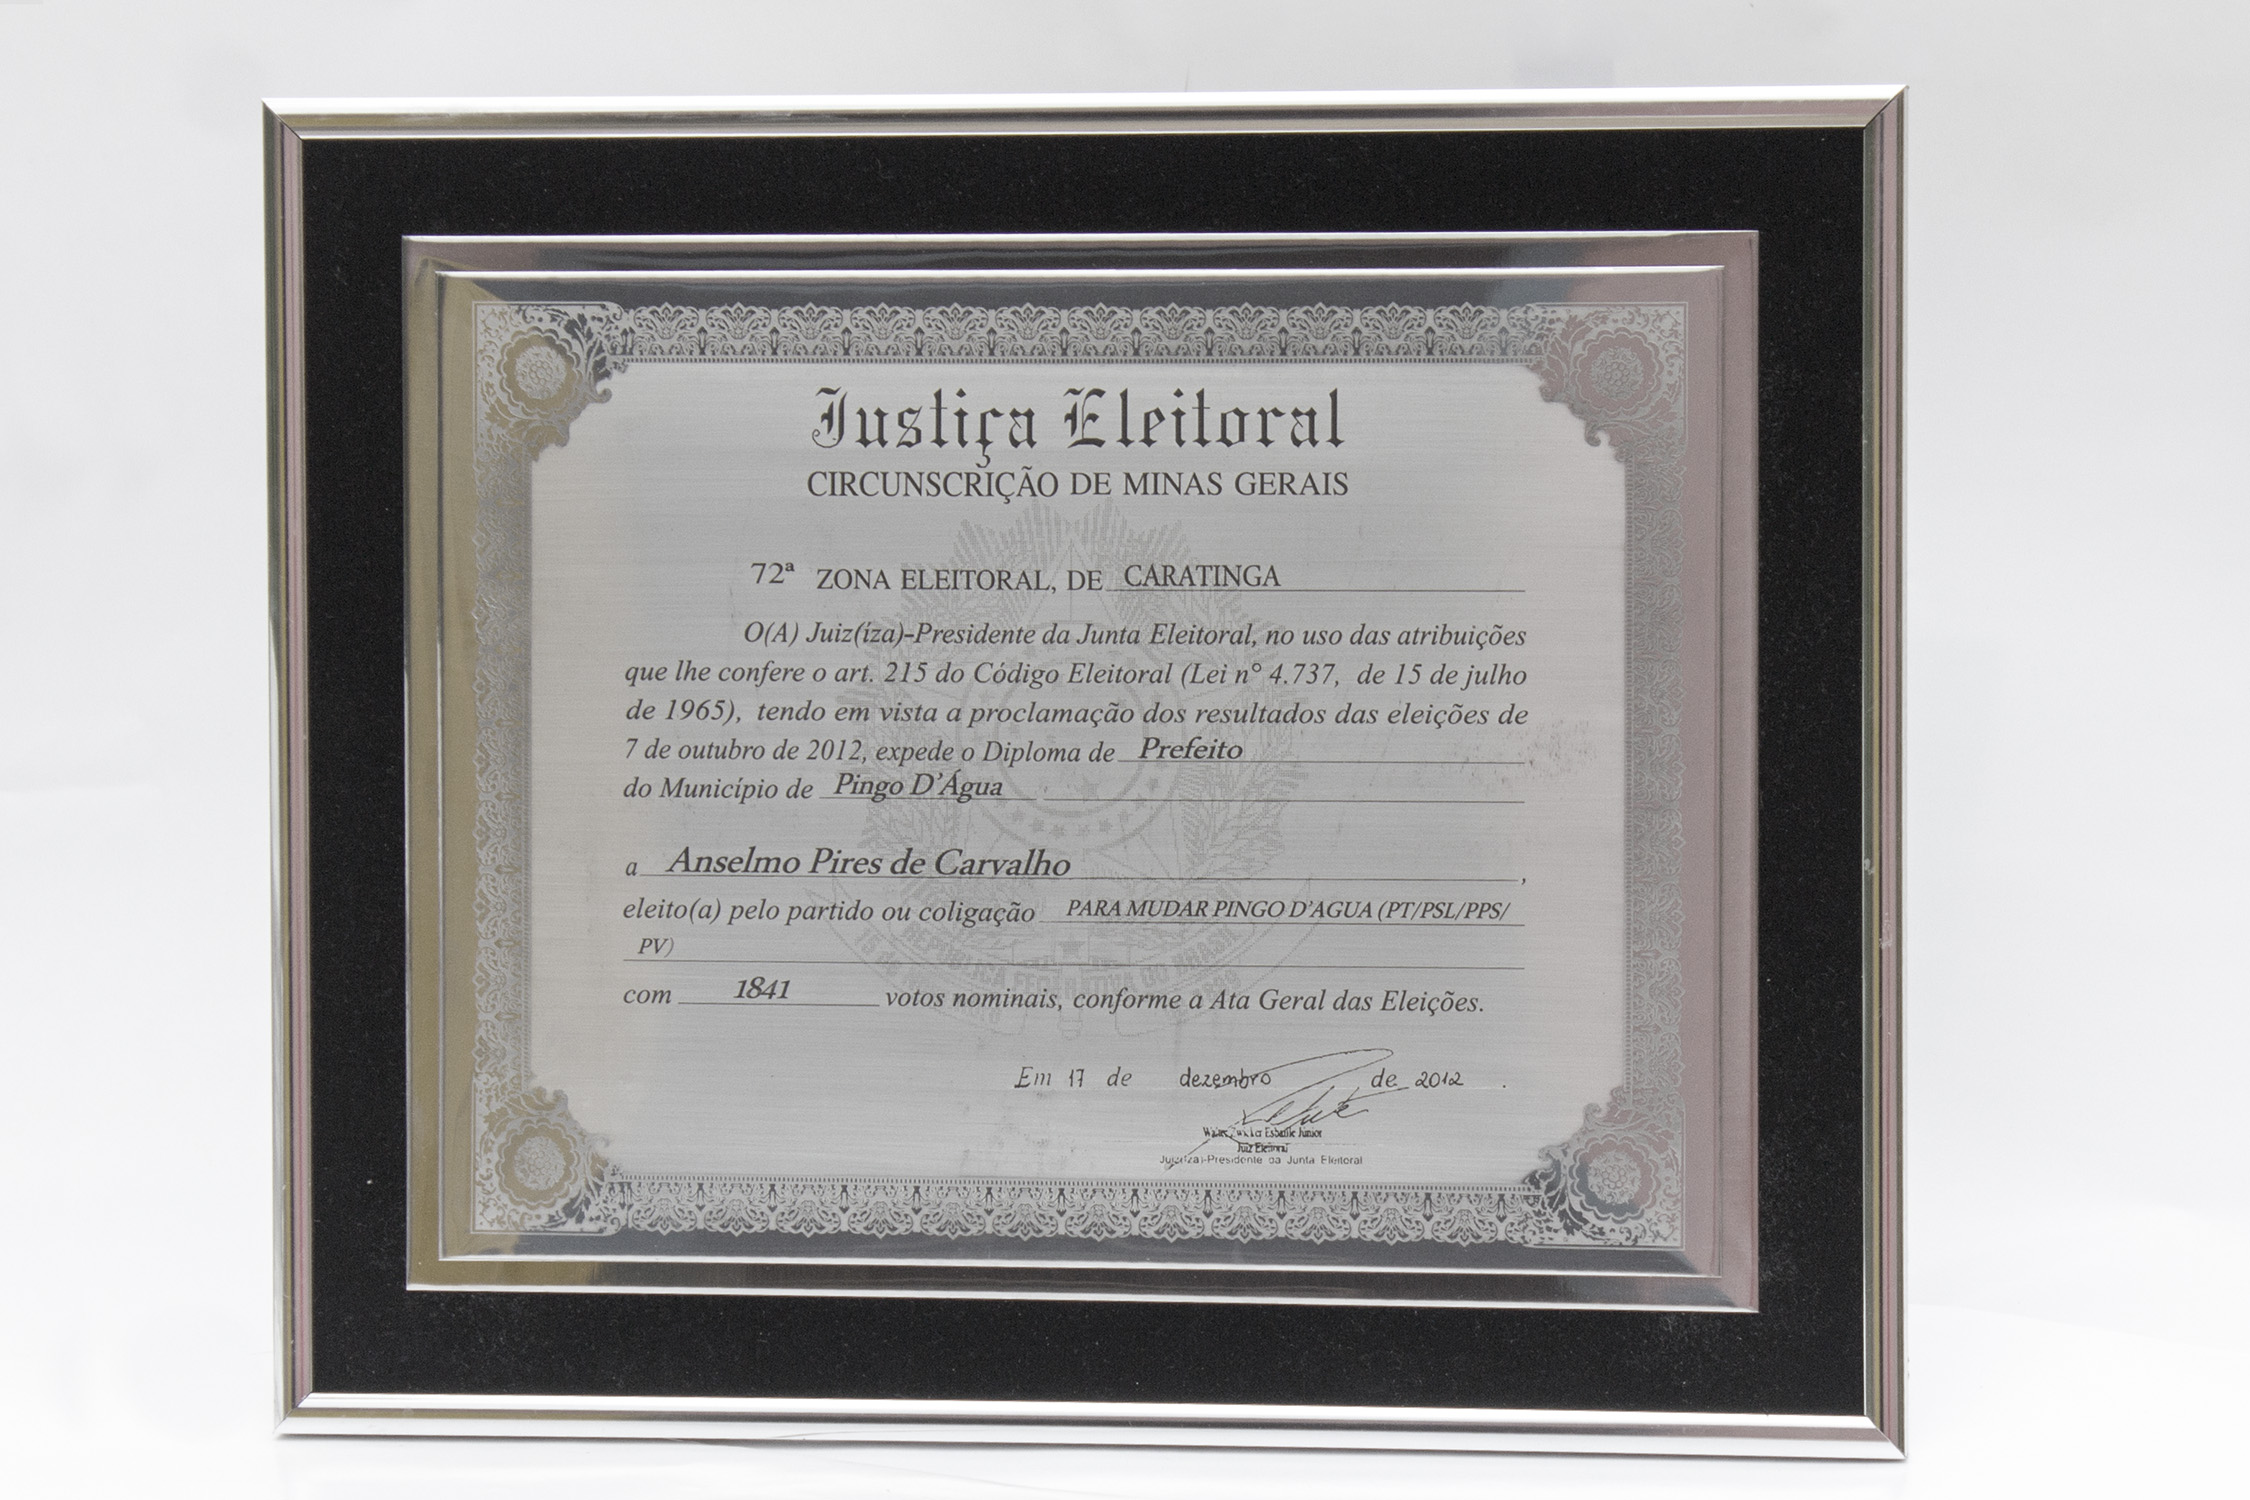 Justiça Eleitoral
CIRCUNSCRIÇÃO DE MINAS GERAIS
72ª ZONA ELEITORAL, DE CARATINGA
O(A) Juiz(íza)-Presidente da Junta Eleitoral, no uso das atribuições
que lhe confere o art. 215 do Código Eleitoral (Lei n° 4.737, de 15 de julho
de 1965), tendo em vista a proclamação dos resultados das eleições de
7 de outubro de 2012, expede o Diploma de Prefeito
do Município de Pingo D'Água
a Anselmo Pires de Carvalho,
eleito(a) pelo partido ou coligação PARA MUDAR PINGO D'AGUA (PT/PSL/PPS/
PV)
com 1841 votos nominais, conforme a Ata Geral das Eleições.
Em 17 de dezembro de 2012.
Júnior
Juiz Eleitoral
Juiz(íza)-Presidente da Junta Eleitoral
REPÚBLICA FEDERATIVA DO BRASIL